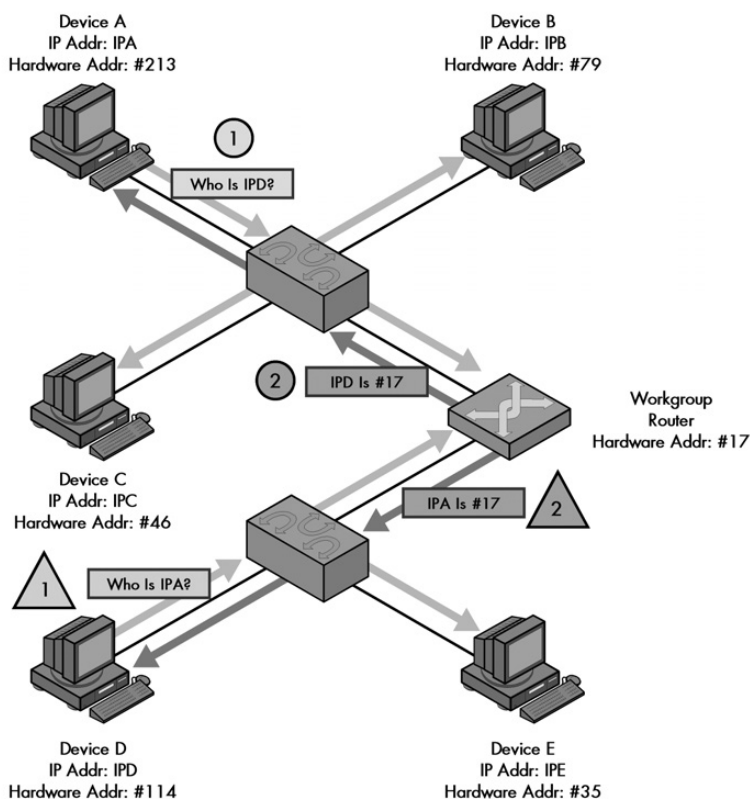 Device A
IP Addr: IPA
Hardware Addr: #213
Device B
IP Addr: IPB
Hardware Addr: #79
1
Who Is IPD?
2
IPD Is #17
Workgroup
Router
Hardware Addr: #17
Device C
IP Addr: IPC
Hardware Addr: #46
IPA Is #17
2
1
Who Is IPA?
Device D
IP Addr: IPD
Hardware Addr: #114
Device E
IP Addr: IPE
Hardware Addr: #35